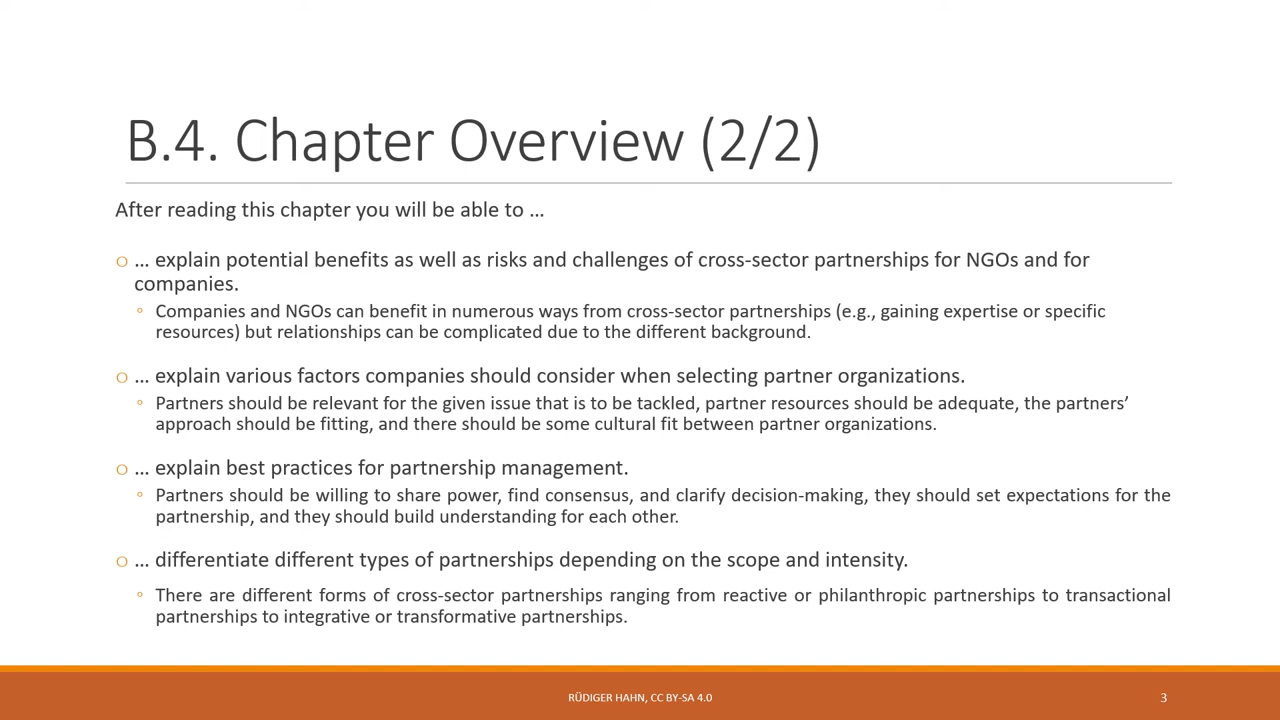 B.4. Chapter Overview (2/2)
After reading this chapter you will be able to …
o … explain potential benefits as well as risks and challenges of cross-sector partnerships for NGOs and for
companies.
◦ Companies and NGOs can benefit in numerous ways from cross-sector partnerships (e.g., gaining expertise or specific
resources) but relationships can be complicated due to the different background.
o … explain various factors companies should consider when selecting partner organizations.
◦ Partners should be relevant for the given issue that is to be tackled, partner resources should be adequate, the partners’
approach should be fitting, and there should be some cultural fit between partner organizations.
o … explain best practices for partnership management.
◦ Partners should be willing to share power, find consensus, and clarify decision-making, they should set expectations for the
partnership, and they should build understanding for each other.
o … differentiate different types of partnerships depending on the scope and intensity.
◦ There are different forms of cross-sector partnerships ranging from reactive or philanthropic partnerships to transactional
partnerships to integrative or transformative partnerships.
RÜDIGER HAHN, CC BY-SA 4.0
3